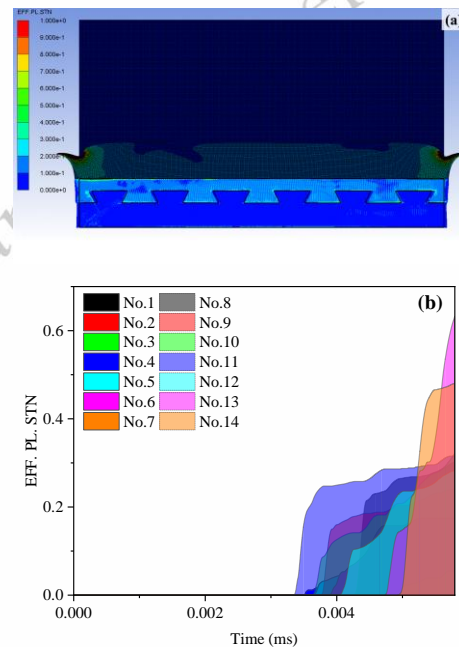 EFF.PL.STN
(a)
1.000e+0
9.000e-1
8.000e-1
7.000e-1
6.000e-1
5.000e-1
4.000e-1
3.000e-1
2.000e-1
1.000e-1
0.000e+0
(b)
No.1 No.8
No.2 No.9
No.3 No.10
No.4 No.11
No.5 No.12
No.6 No.13
No.7 No.14
EFF. PL. STN
0.6
0.4
0.2
0.0
0.000 0.002 0.004
Time (ms)